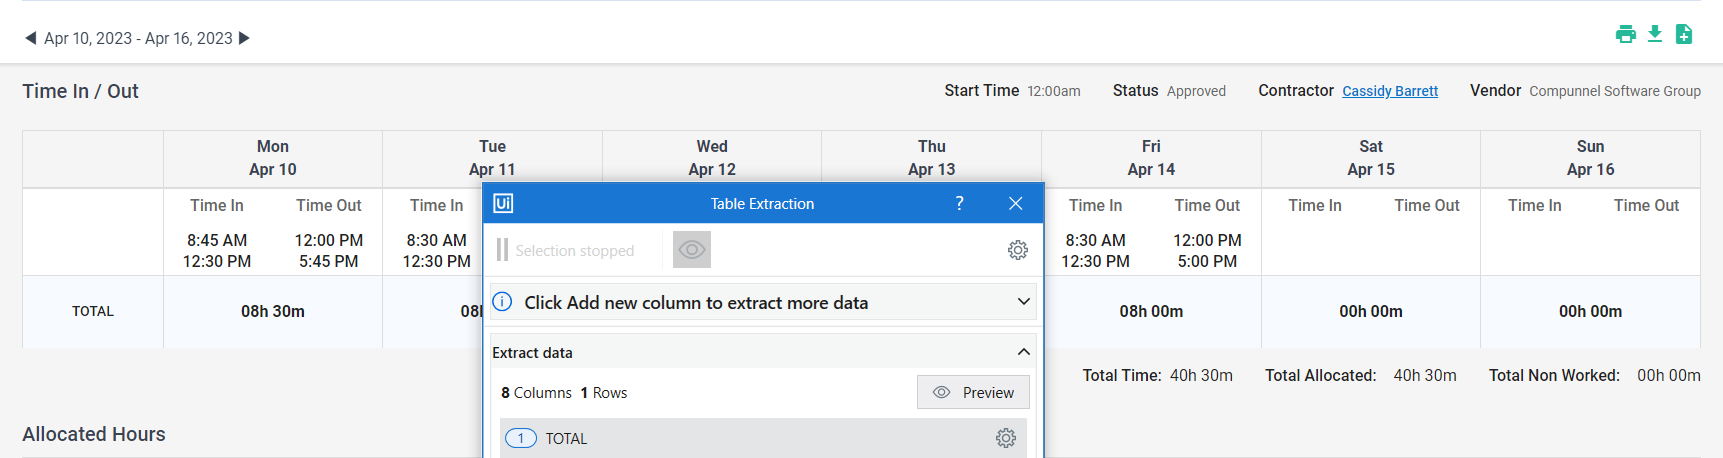 Apr 10, 2023 - Apr 16, 2023
Time In / Out
Start Time 12:00am Status Approved Contractor Cassidy Barrett Vendor Compunnel Software Group
Mon Tue Wed Thu Fri Sat Sun
Apr 10 Apr 11 Apr 12 Apr 13 Apr 14 Apr 15 Apr 16
Time In Time Out Time In Time In Time Out Time In Time Out Time In Time Out
8:45 AM 12:00 PM 8:30 AM 8:30 AM 12:00 PM
12:30 PM 5:45 PM 12:30 PM 12:30 PM 5:00 PM
TOTAL 08h 30m 08h 08h 00m 00h 00m 00h 00m
Total Time: 40h 30m Total Allocated: 40h 30m Total Non Worked: 00h 00m
Allocated Hours
Ui Table Extraction ?
Selection stopped
Click Add new column to extract more data
Extract data
8 Columns 1 Rows Preview
1 TOTAL